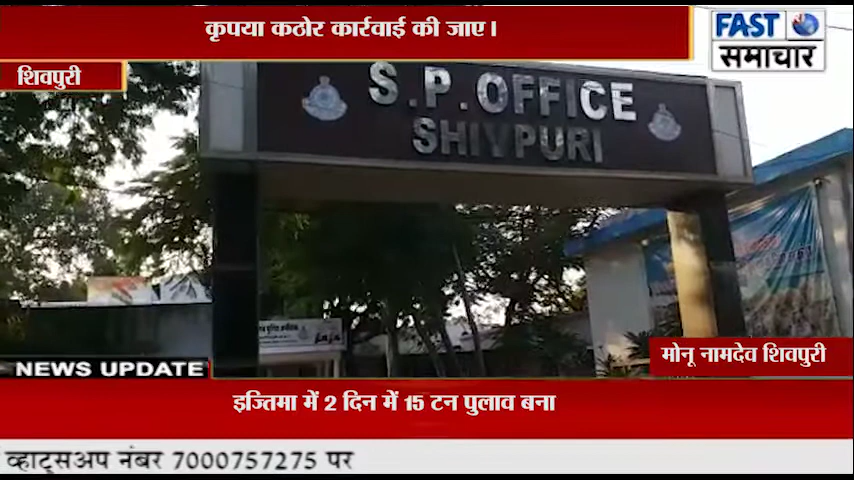 कृपया कठोर कार्रवाई की जाए।
FAST
समाचार
शिवपुरी
S.P. OFFICE
SHIVPURI
मोनू नामदेव शिवपुरी
NEWS UPDATE
इज्तिमा में 2 दिन में 15 टन पुलाव बना
व्हाट्सअप नंबर 7000757275 पर